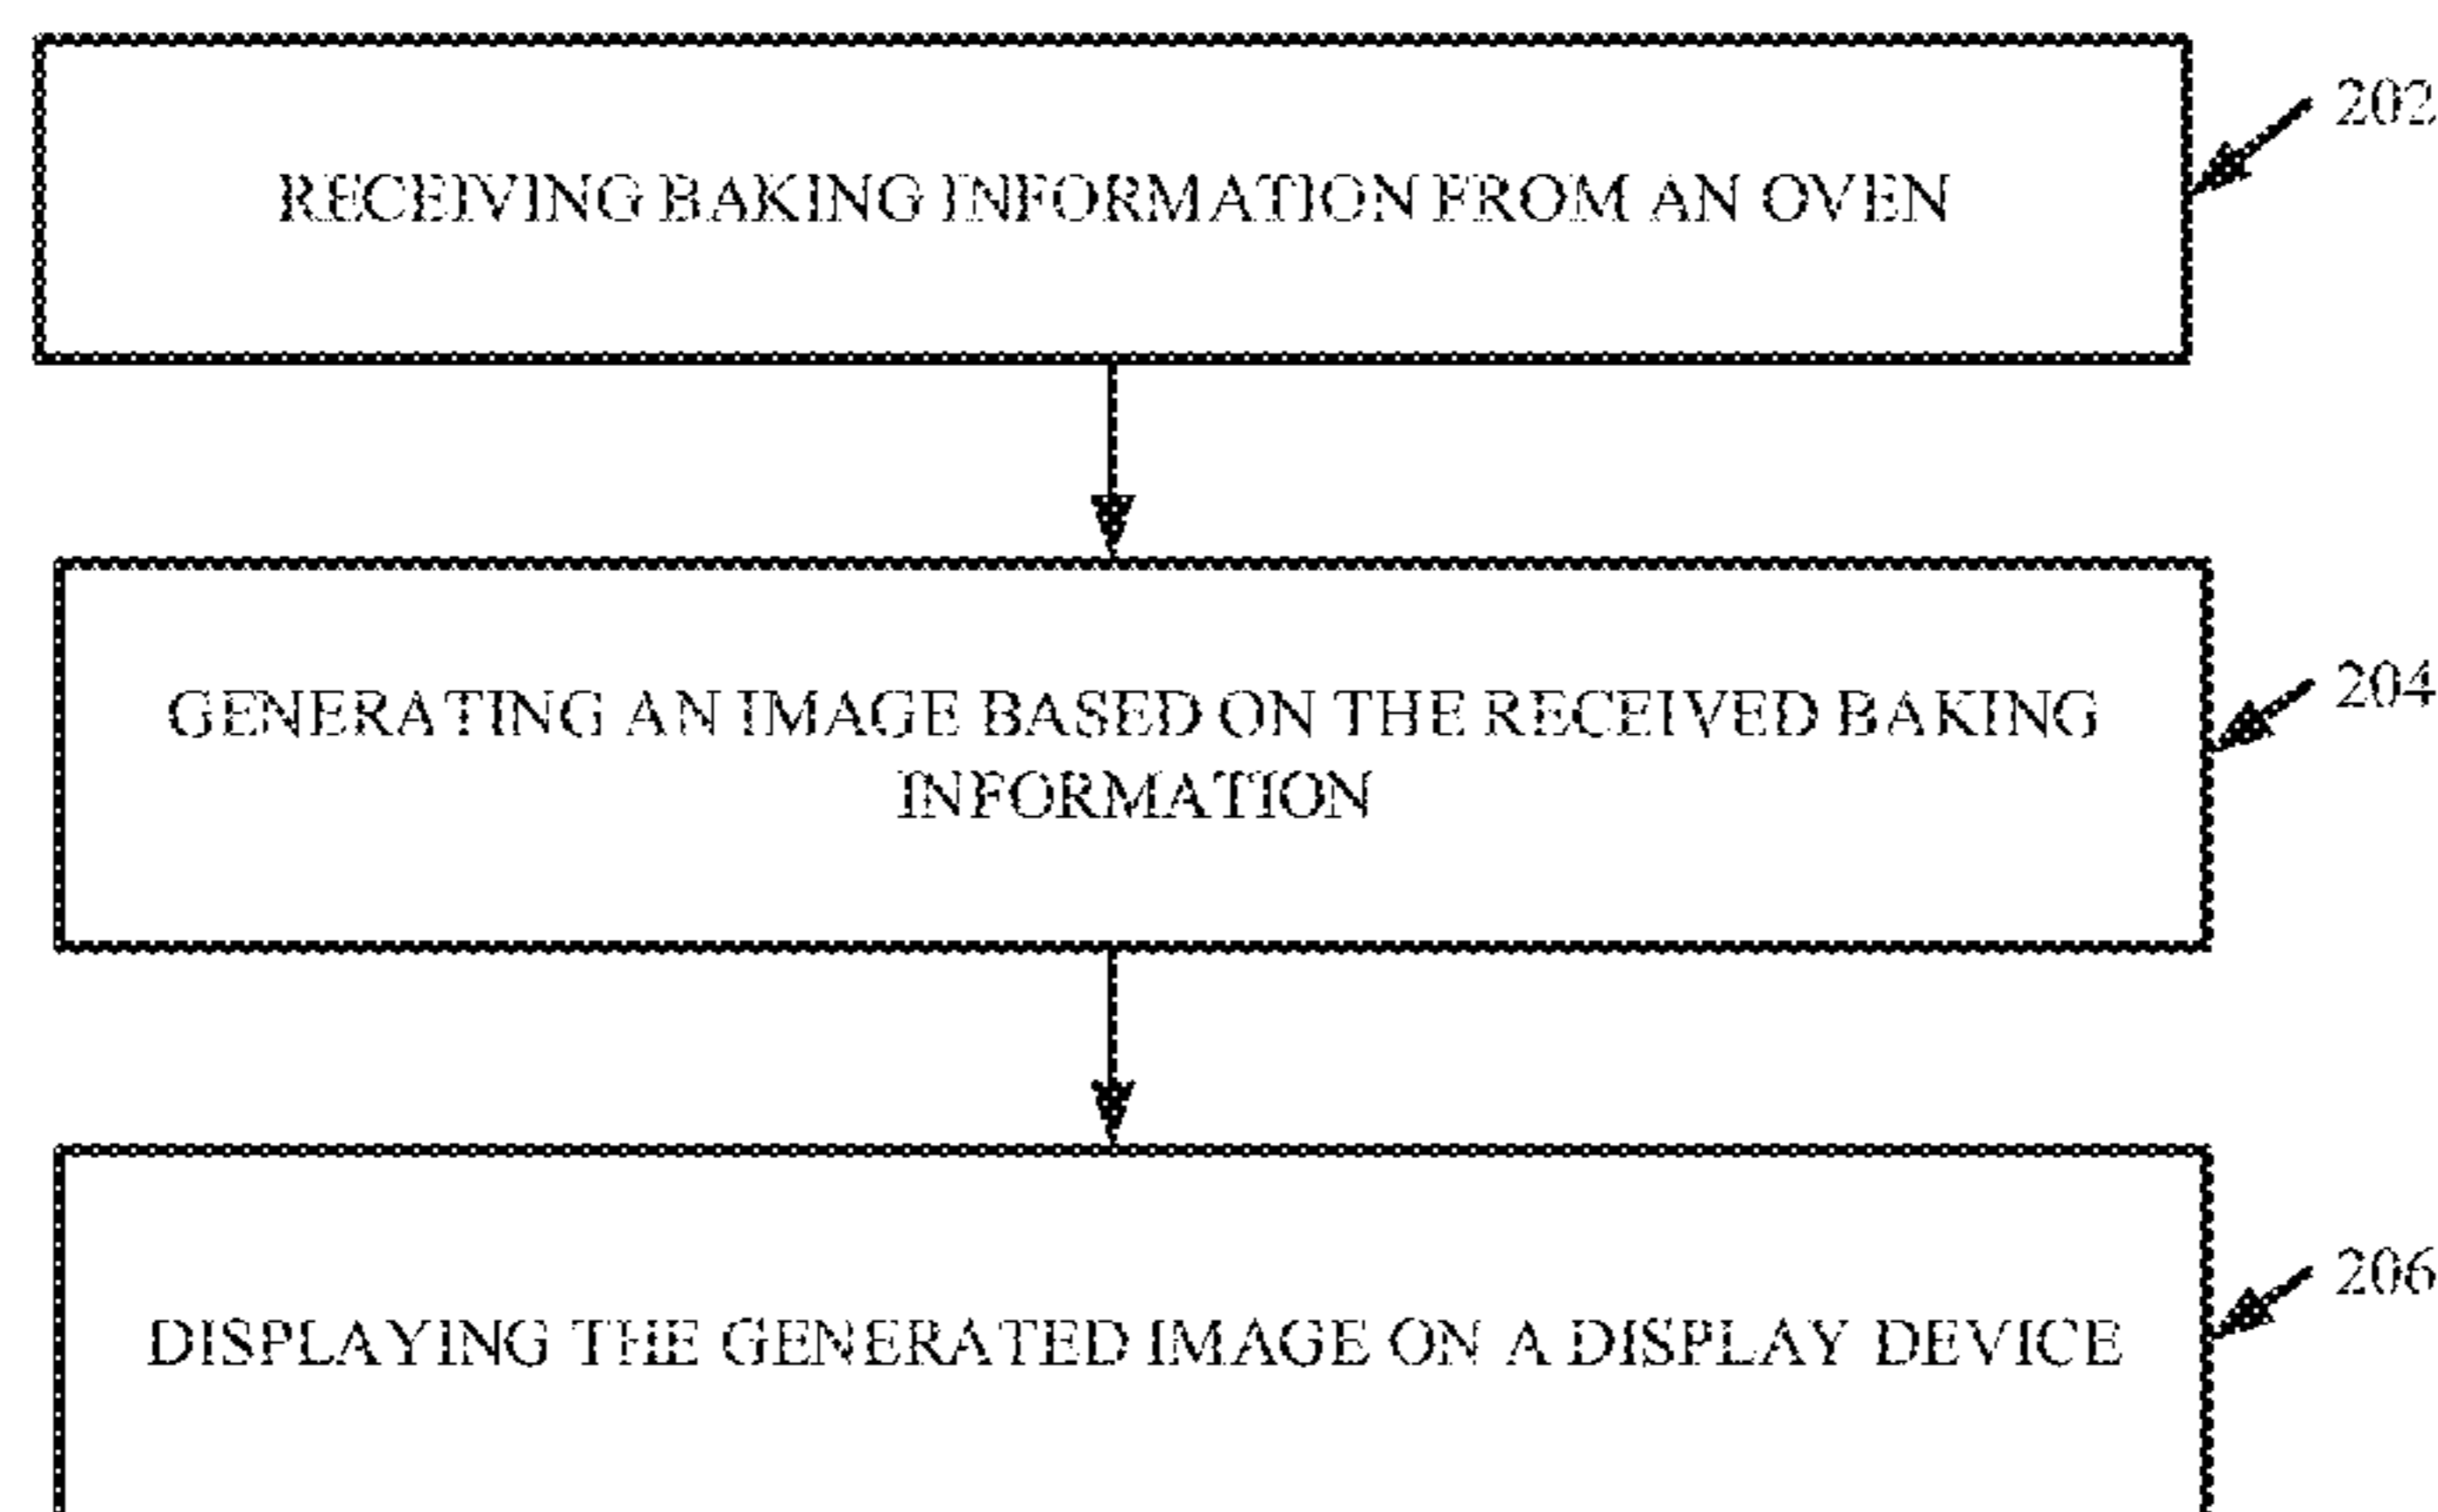 202
RECEIVING BAKING INFORMATION FROM AN OVEN
204
GENERATING AN IMAGE BASED ON THE RECEIVED BAKING
INFORMATION
206
DISPLAYING THE GENERATED IMAGE ON A DISPLAY DEVICE